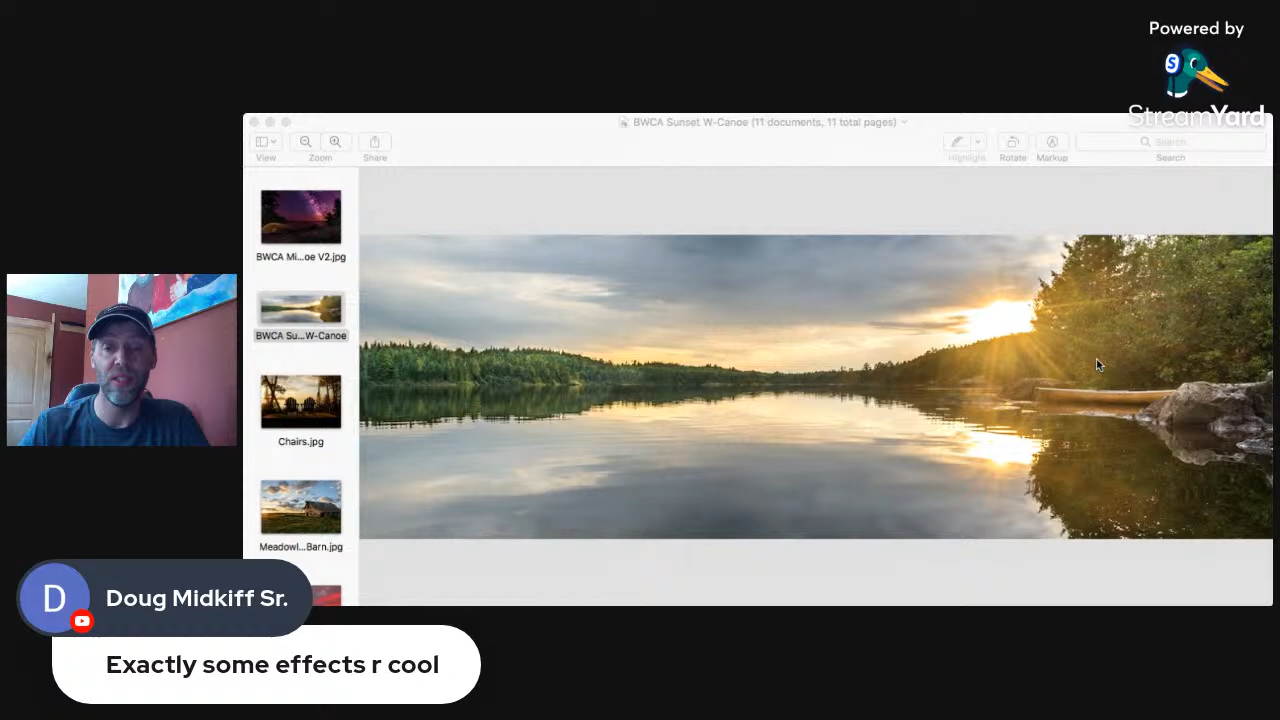 Powered by
StreamYard
BWCA Sunset W-Canoe (11 documents, 11 total pages)
View
Zoom
Share
Highlight
Rotate
Markup
Search
Search
BWCA Mi...oe V2.jpg
BWCA Su...W-Canoe
Chairs.jpg
Meadowl...Barn.jpg
D
Doug Midkiff Sr.
Exactly some effects r cool